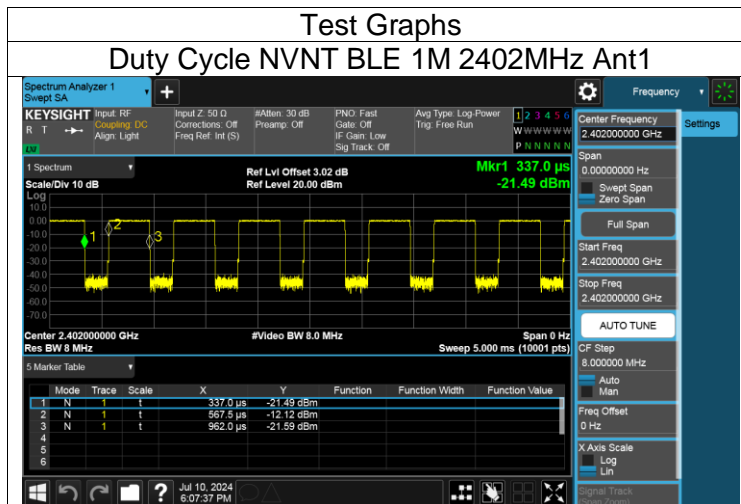 Test Graphs
Duty Cycle NVNT BLE 1M 2402MHz Ant1
Spectrum Analyzer 1
Swept SA
Frequency
KEYSIGHT Input: RF Input Z: 50 Ω #Atten: 30 dB PNO: Fast Avg Type: Log-Power 1 2 3 4 5 6
R T Coupling: DC Corrections: Off Preamp: Off Gate: Off Trig: Free Run W W W W W W
Align: Light Freq Ref: Int (S) IF Gain: Low P N N N N N
Sig Track: Off
LNI
1 Spectrum
Ref Lvl Offset 3.02 dB Mkr1 337.0 µs
Scale/Div 10 dB Ref Level 20.00 dBm -21.49 dBm
Log
10.0
0.00
-10.0
-20.0
-30.0
-40.0
-50.0
-60.0
-70.0
1
2
3
Center 2.402000000 GHz #Video BW 8.0 MHz Span 0 Hz
Res BW 8 MHz Sweep 5.000 ms (10001 pts)
5 Marker Table
Mode Trace Scale X Y Function Function Width Function Value
1 N 1 t 337.0 µs -21.49 dBm
2 N 1 t 567.5 µs -12.12 dBm
3 N 1 t 962.0 µs -21.59 dBm
4
5
6
Jul 10, 2024
6:07:37 PM
Center Frequency
2.402000000 GHz
Settings
Span
0.00000000 Hz
Swept Span
Zero Span
Full Span
Start Freq
2.402000000 GHz
Stop Freq
2.402000000 GHz
AUTO TUNE
CF Step
8.000000 MHz
Auto
Man
Freq Offset
0 Hz
X Axis Scale
Log
Lin
Signal Track
(Span Zoom)